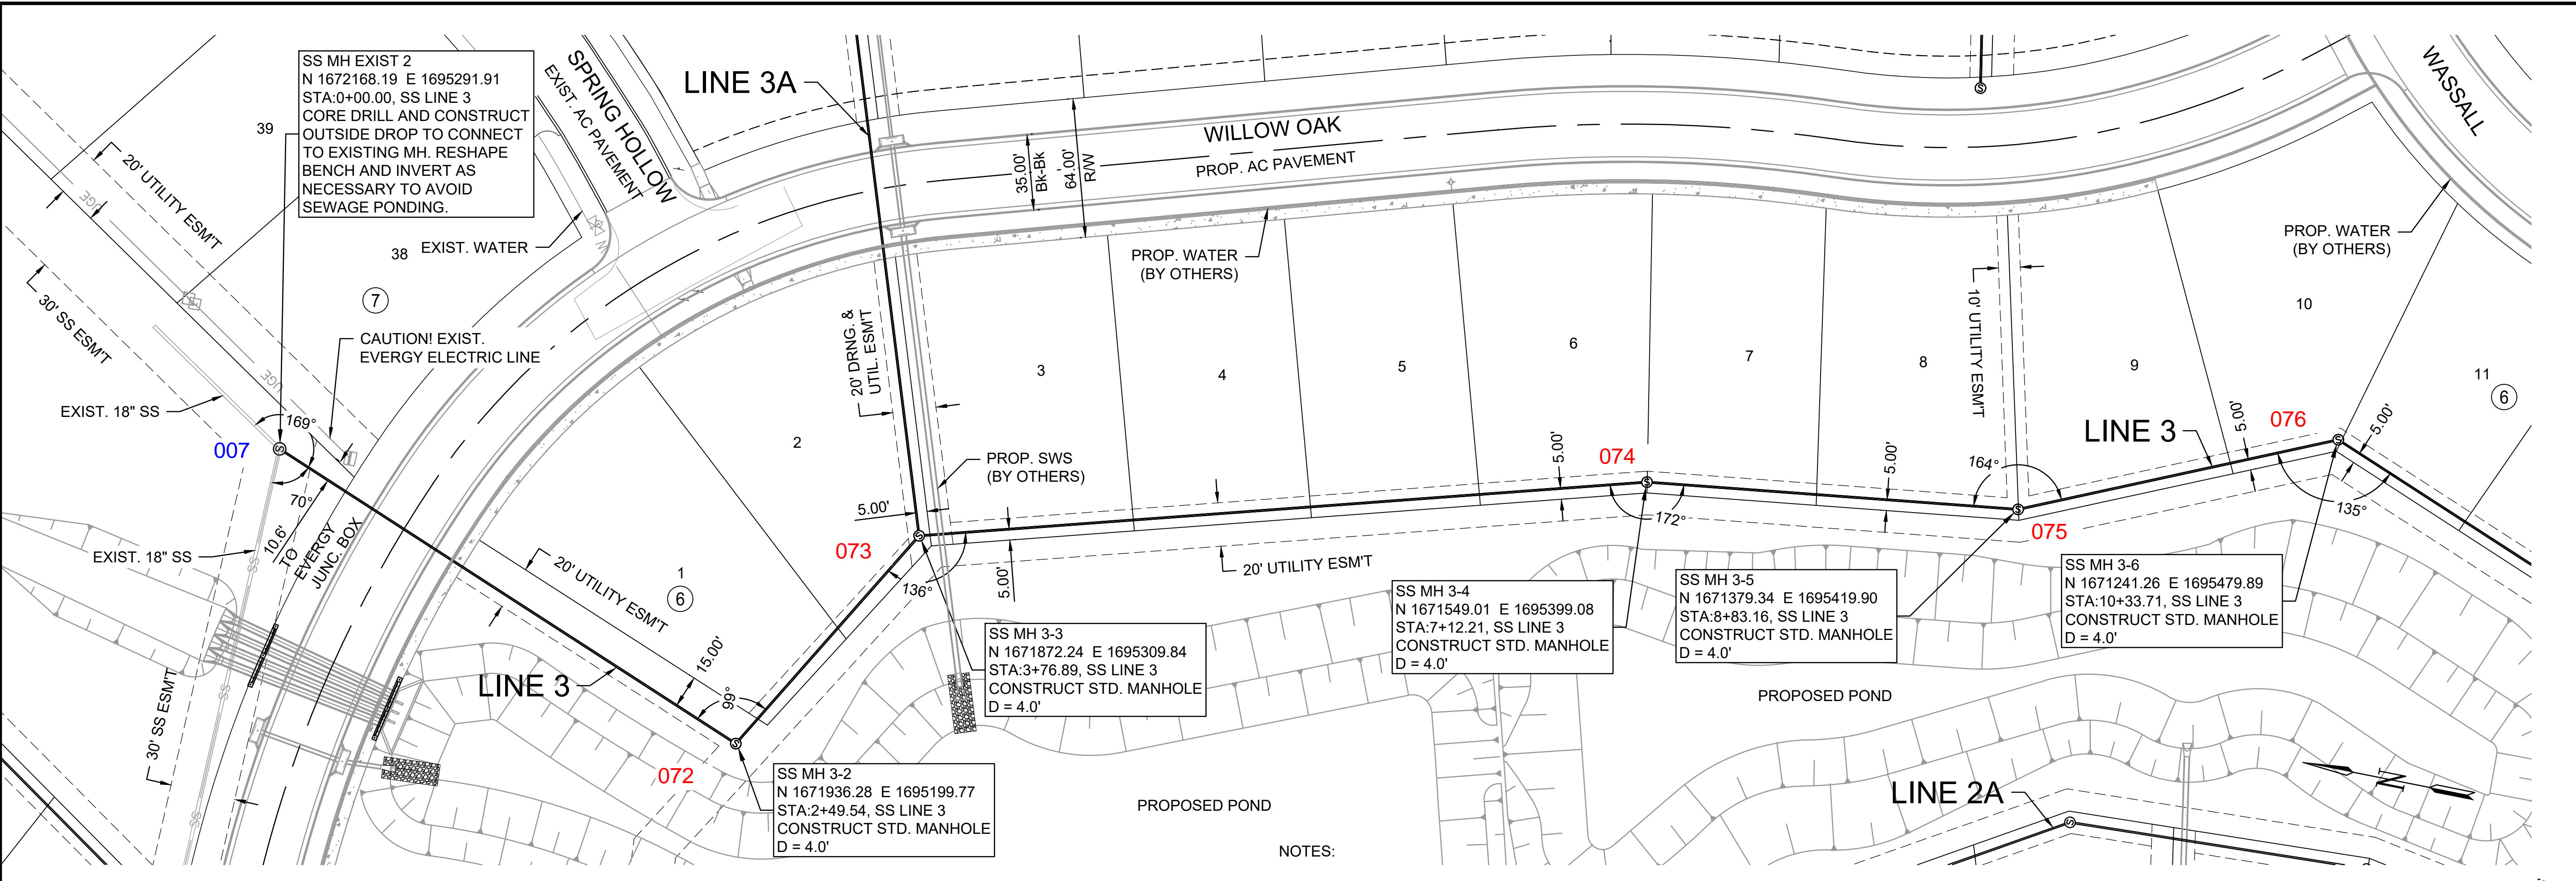 SS MH EXIST 2
N 1672168.19 E 1695291.91
STA:0+00.00, SS LINE 3
CORE DRILL AND CONSTRUCT
OUTSIDE DROP TO CONNECT
TO EXISTING MH. RESHAPE
BENCH AND INVERT AS
NECESSARY TO AVOID
SEWAGE PONDING.
39
38
7
20' UTILITY ESM'T
UGE
30' SS ESM'T
UGE
EXIST. 18" SS
CAUTION! EXIST.
EVERGY ELECTRIC LINE
EXIST. WATER
W
SPRING HOLLOW
EXIST. AC PAVEMENT
LINE 3A
35.00'
Bk-Bk
64.00'
R/W
WILLOW OAK
PROP. AC PAVEMENT
WASSALL
PROP. WATER
(BY OTHERS)
PROP. WATER
(BY OTHERS)
20' DRNG. &
UTIL. ESM'T
10' UTILITY ESM'T
169°
007
70°
10.6'
TO
EVERGY
JUNC. BOX
EXIST. 18" SS
SS
SS
SS
30' SS ESM'T
1
6
20' UTILITY ESM'T
15.00'
99°
LINE 3
072
2
3
4
5
6
7
8
9
10
11
6
PROP. SWS
(BY OTHERS)
5.00'
073
136°
5.00'
20' UTILITY ESM'T
5.00'
074
172°
5.00'
164°
075
LINE 3
5.00'
076
5.00'
135°
SS MH 3-2
N 1671936.28 E 1695199.77
STA:2+49.54, SS LINE 3
CONSTRUCT STD. MANHOLE
D = 4.0'
SS MH 3-3
N 1671872.24 E 1695309.84
STA:3+76.89, SS LINE 3
CONSTRUCT STD. MANHOLE
D = 4.0'
SS MH 3-4
N 1671549.01 E 1695399.08
STA:7+12.21, SS LINE 3
CONSTRUCT STD. MANHOLE
D = 4.0'
SS MH 3-5
N 1671379.34 E 1695419.90
STA:8+83.16, SS LINE 3
CONSTRUCT STD. MANHOLE
D = 4.0'
SS MH 3-6
N 1671241.26 E 1695479.89
STA:10+33.71, SS LINE 3
CONSTRUCT STD. MANHOLE
D = 4.0'
PROPOSED POND
PROPOSED POND
LINE 2A
N
NOTES: